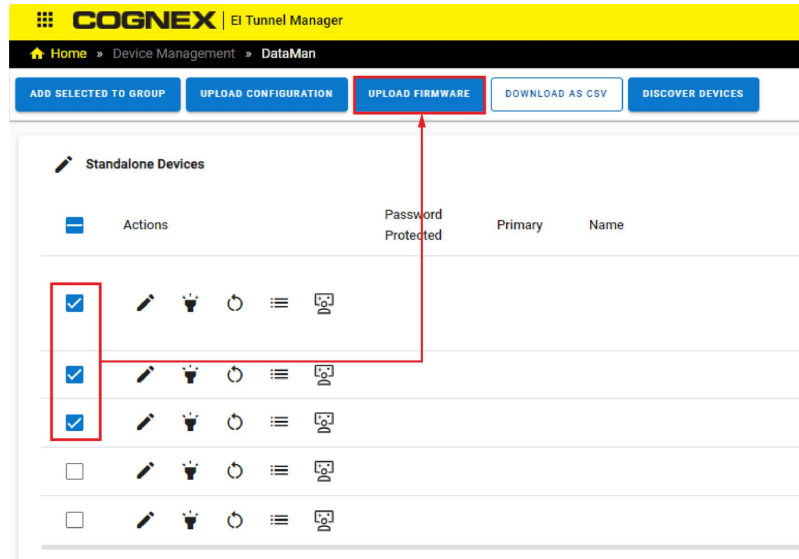 COGNEX | EI Tunnel Manager
Home » Device Management » DataMan
ADD SELECTED TO GROUP UPLOAD CONFIGURATION UPLOAD FIRMWARE DOWNLOAD AS CSV DISCOVER DEVICES
Standalone Devices
Actions Password Protected Primary Name